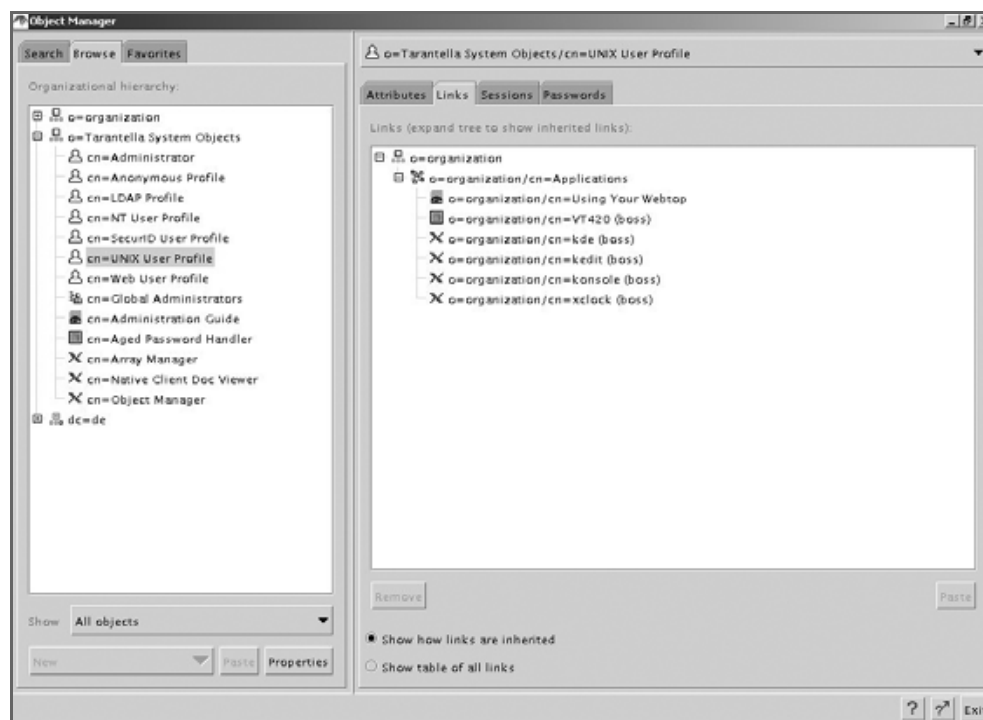 Object Manager
Search Browse Favorites
Organizational hierarchy:
o=organization
o=Tarantella System Objects
cn=Administrator
cn=Anonymous Profile
cn=LDAP Profile
cn=NT User Profile
cn=SecurID User Profile
cn=UNIX User Profile
cn=Web User Profile
cn=Global Administrators
cn=Administration Guide
cn=Aged Password Handler
cn=Array Manager
cn=Native Client Doc Viewer
cn=Object Manager
dc=de
Show All objects
New Paste Properties
o=Tarantella System Objects/cn=UNIX User Profile
Attributes Links Sessions Passwords
Links (expand tree to show inherited links):
o=organization
o=organization/cn=Applications
o=organization/cn=Using Your Webtop
o=organization/cn=VT420 (boss)
o=organization/cn=kde (boss)
o=organization/cn=kedit (boss)
o=organization/cn=konsole (boss)
o=organization/cn=xclock (boss)
Remove Paste
Show how links are inherited
Show table of all links
? ? Exi